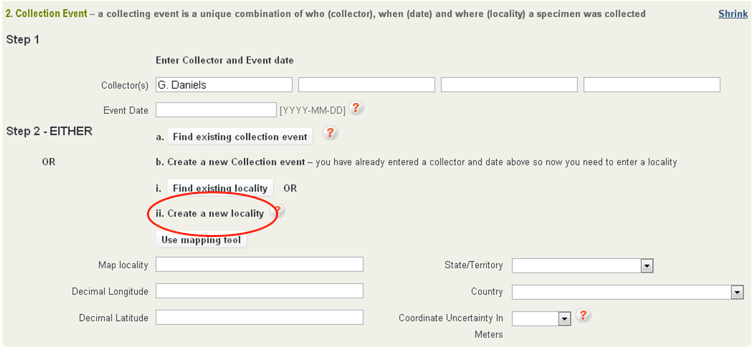 2. Collection Event – a collecting event is a unique combination of who (collector), when (date) and where (locality) a specimen was collected Shrink
Step 1
Enter Collector and Event date
Collector(s) G. Daniels
Event Date [YYYY-MM-DD] ?
Step 2 - EITHER a. Find existing collection event ?
OR b. Create a new Collection event – you have already entered a collector and date above so now you need to enter a locality
i. Find existing locality OR
ii. Create a new locality ?
Use mapping tool
Map locality State/Territory
Decimal Longitude Country
Decimal Latitude Coordinate Uncertainty In ?
Meters